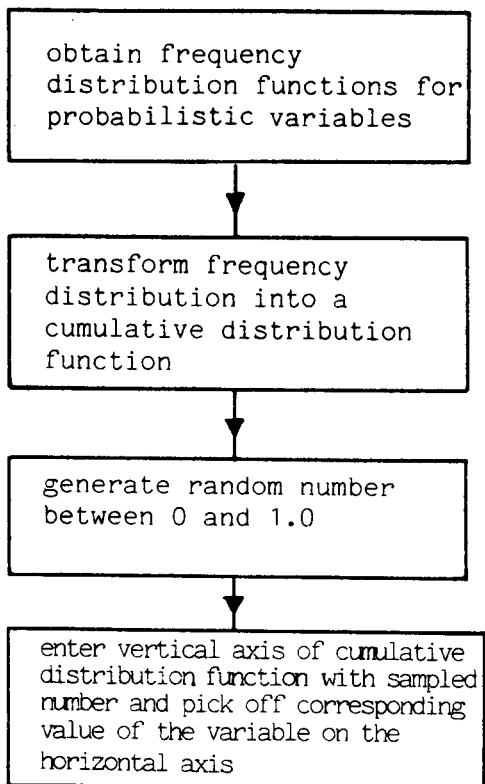 obtain frequency
distribution functions for
probabilistic variables
transform frequency
distribution into a
cumulative distribution
function
generate random number
between 0 and 1.0
enter vertical axis of cumulative
distribution function with sampled
number and pick off corresponding
value of the variable on the
horizontal axis